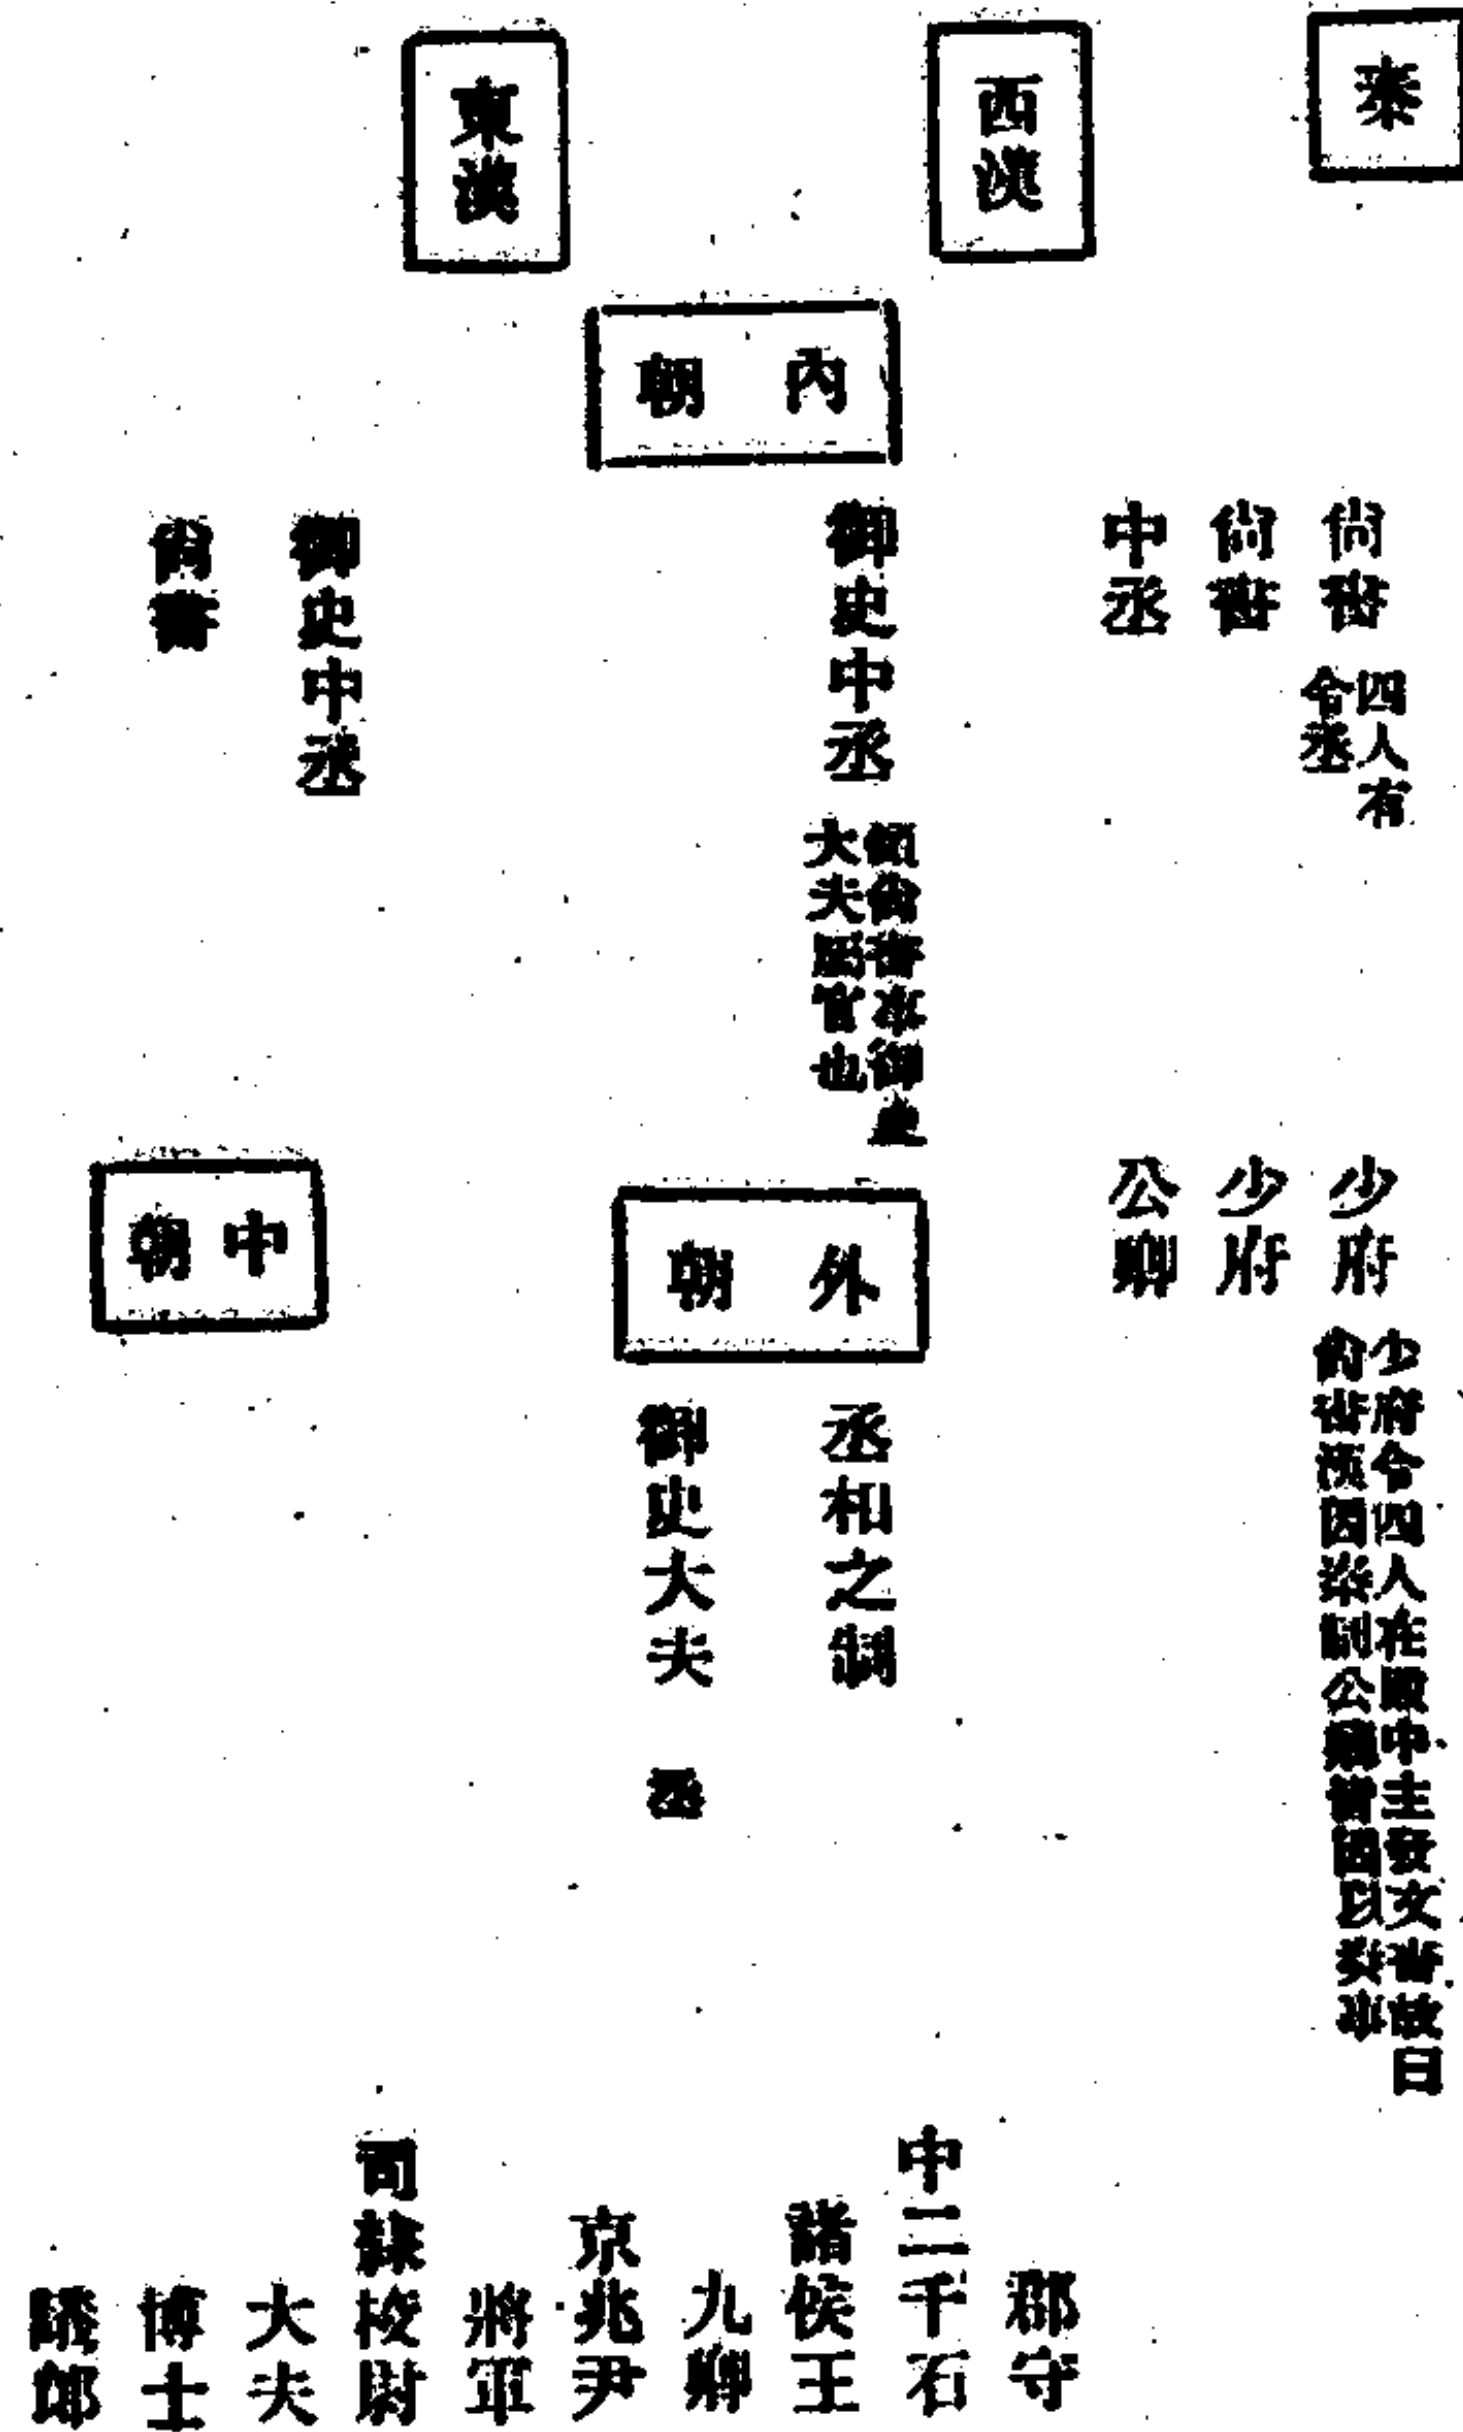 秦
尚書
四人有
令丞
少府
少府令四人在殿中主發文書故曰
尚書漢因秦制公卿皆因以奏事
尚書
少府
中丞
公卿
西漢
內朝
御史中丞
領尚書本御史
大夫屬官也
外朝
丞相之制
御史大夫 丞
郡守
中二千石
諸侯王
九卿
京兆尹
將軍
司隸校尉
大夫
博士
議郎
東漢
御史中丞
尚書
中朝